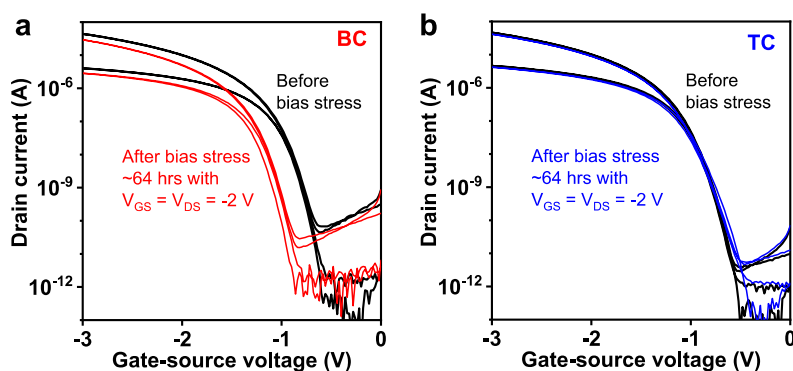 a
BC
Before
bias stress
After bias stress
~64 hrs with
V_GS = V_DS = -2 V
Drain current (A)
10^-6
10^-9
10^-12
-3
-2
-1
0
Gate-source voltage (V)
b
TC
Before
bias stress
After bias stress
~64 hrs with
V_GS = V_DS = -2 V
Drain current (A)
10^-6
10^-9
10^-12
-3
-2
-1
0
Gate-source voltage (V)